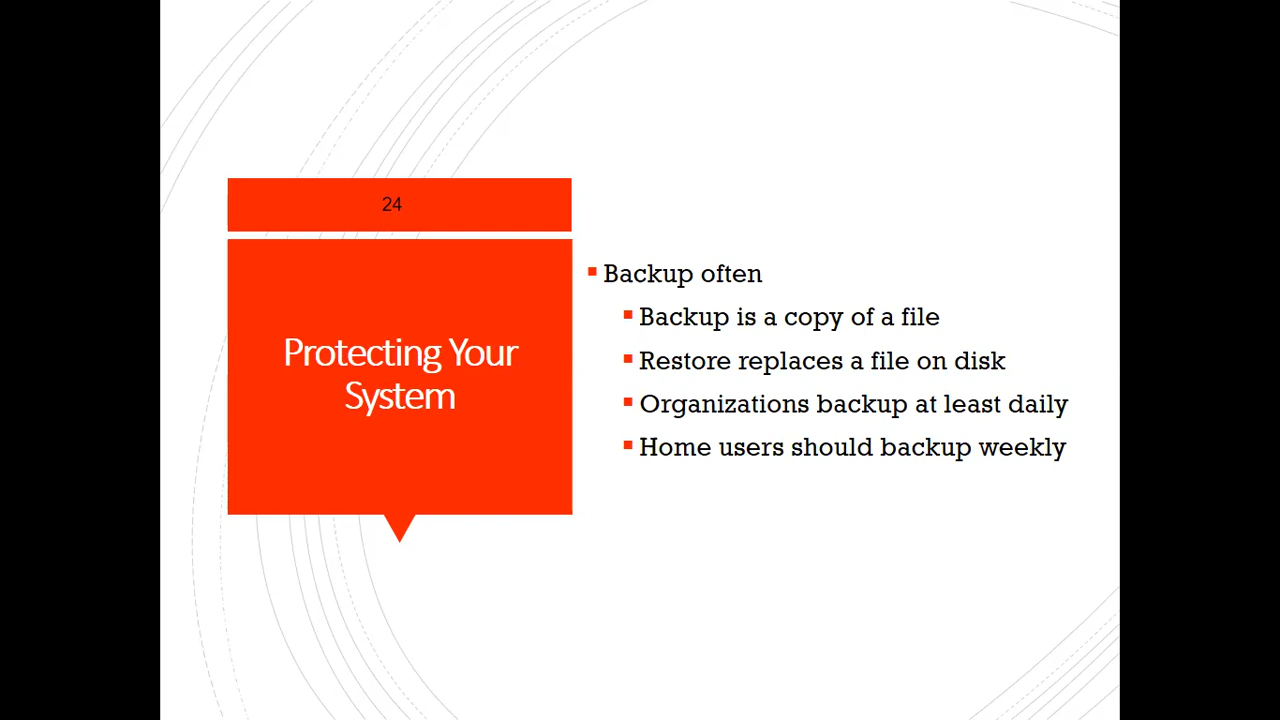 24
Protecting Your
System
Backup often
Backup is a copy of a file
Restore replaces a file on disk
Organizations backup at least daily
Home users should backup weekly